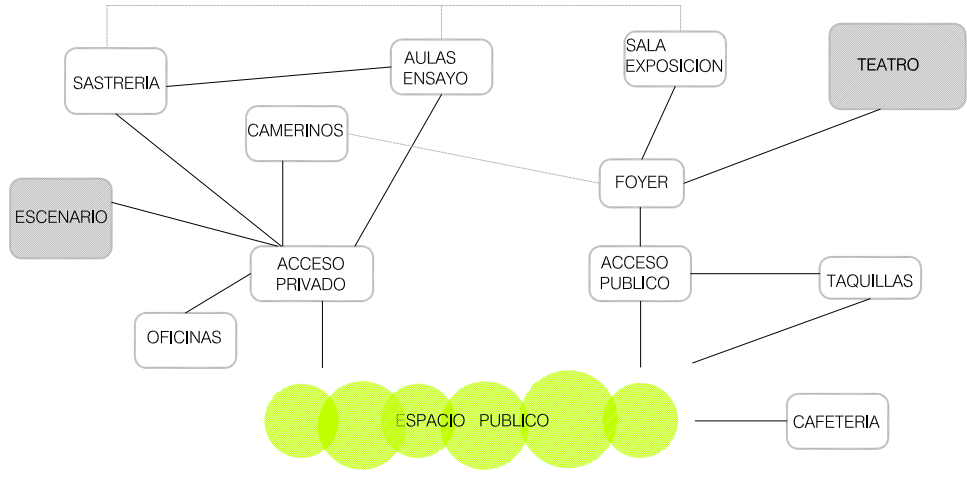 SASTRERIA
AULAS
ENSAYO
SALA
EXPOSICION
TEATRO
CAMERINOS
FOYER
ESCENARIO
ACCESO
PRIVADO
ACCESO
PUBLICO
TAQUILLAS
OFICINAS
ESPACIO PUBLICO
CAFETERIA